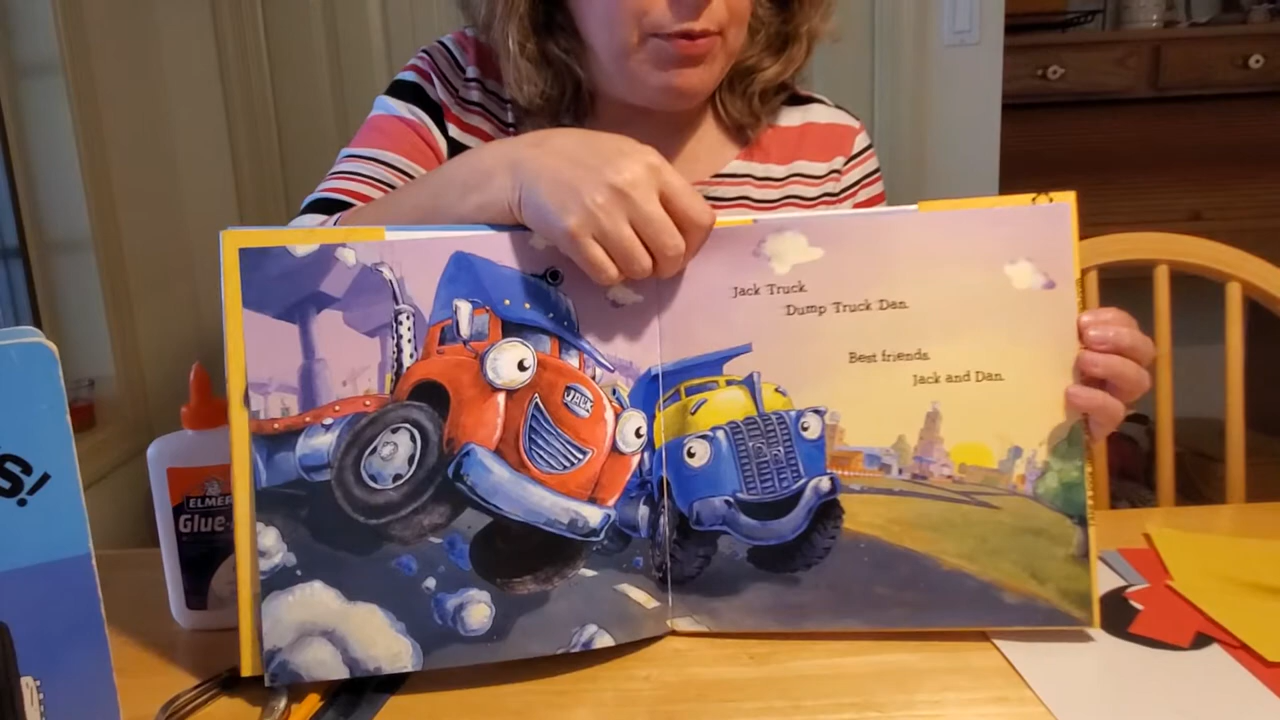 Jack Truck.
Dump Truck Dan.
Best friends.
Jack and Dan.
JACK
S!
ELMER
Glue-